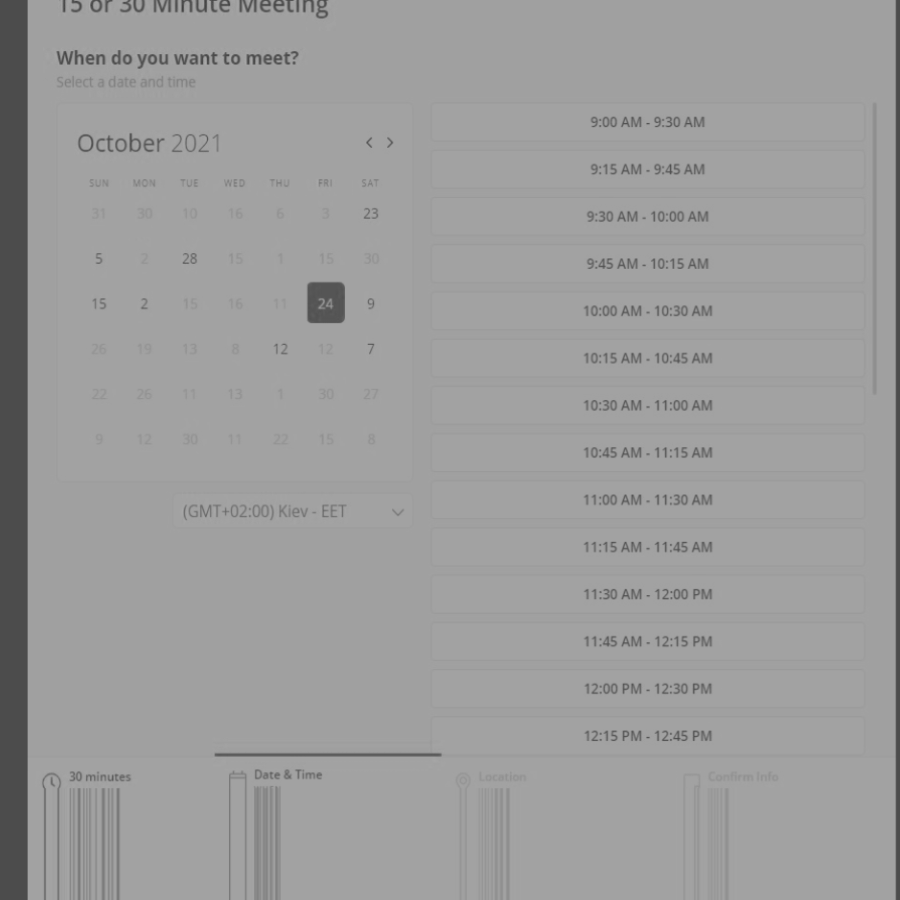 15 or 30 Minute Meeting
When do you want to meet?
Select a date and time
October 2021
SUN MON TUE WED THU FRI SAT
31 30 10 16 6 3 23
5 2 28 15 1 15 30
15 2 15 16 11 24 9
26 19 13 8 12 12 7
22 26 11 13 1 30 27
9 12 30 11 22 15 8
(GMT+02:00) Kiev - EET
9:00 AM - 9:30 AM
9:15 AM - 9:45 AM
9:30 AM - 10:00 AM
9:45 AM - 10:15 AM
10:00 AM - 10:30 AM
10:15 AM - 10:45 AM
10:30 AM - 11:00 AM
10:45 AM - 11:15 AM
11:00 AM - 11:30 AM
11:15 AM - 11:45 AM
11:30 AM - 12:00 PM
11:45 AM - 12:15 PM
12:00 PM - 12:30 PM
12:15 PM - 12:45 PM
30 minutes
Date & Time
Location
Confirm Info